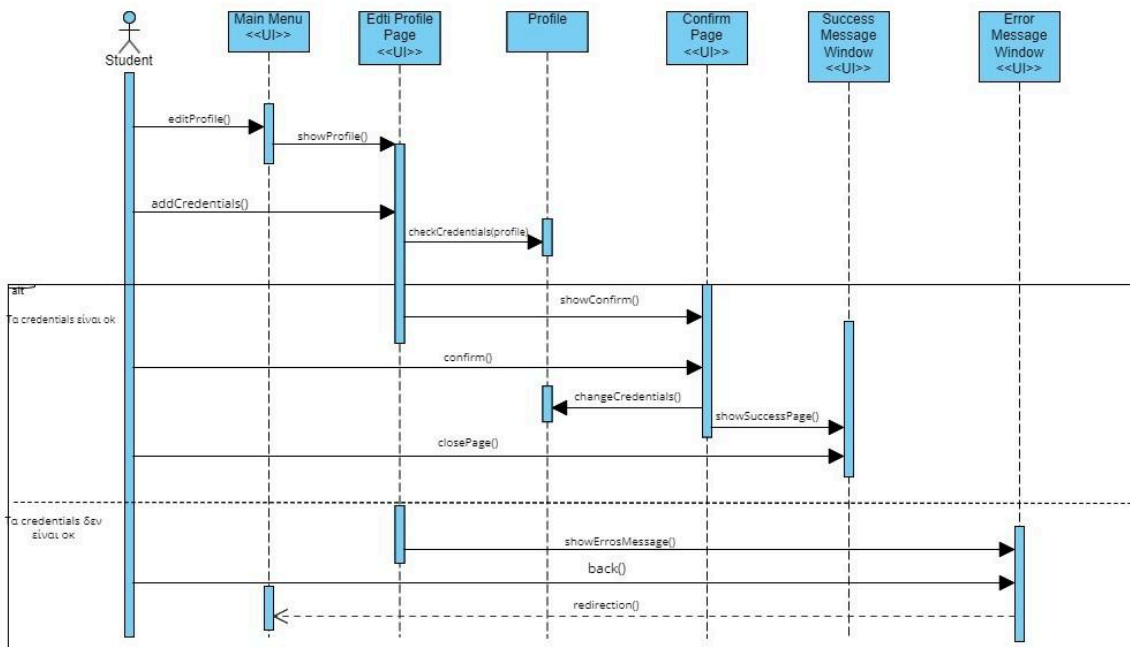 Student
Main Menu
<<UI>>
Edti Profile
Page
<<UI>>
Profile
Confirm
Page
<<UI>>
Success
Message
Window
<<UI>>
Error
Message
Window
<<UI>>
editProfile()
showProfile()
addCredentials()
checkCredentials(profile)
alt
Τα credentials είναι ok
showConfirm()
confirm()
changeCredentials()
showSuccessPage()
closePage()
Τα credentials δεν
είναι οκ
showErrosMessage()
back()
redirection()